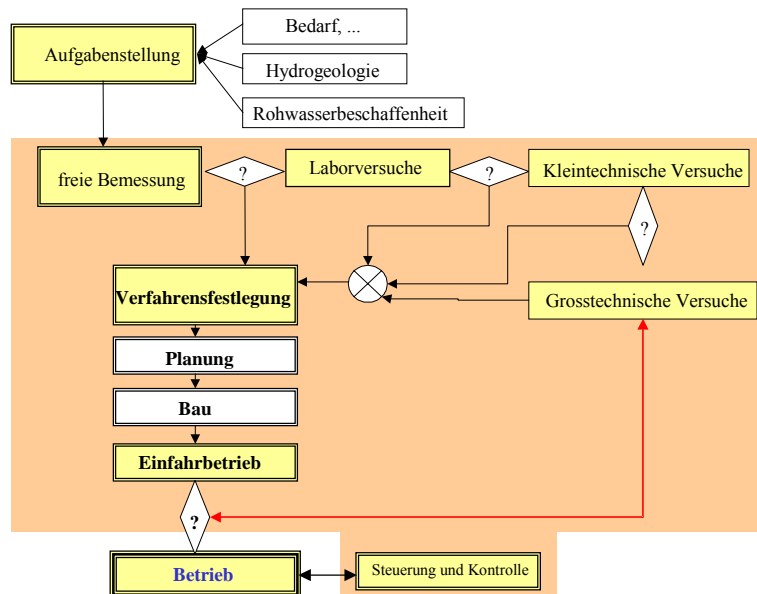 Bedarf, ...
Aufgabenstellung
Hydrogeologie
Rohwasserbeschaffenheit
freie Bemessung
?
Laborversuche
?
Kleintechnische Versuche
?
Verfahrensfestlegung
Grosstechnische Versuche
Planung
Bau
Einfahrbetrieb
?
Betrieb
Steuerung und Kontrolle